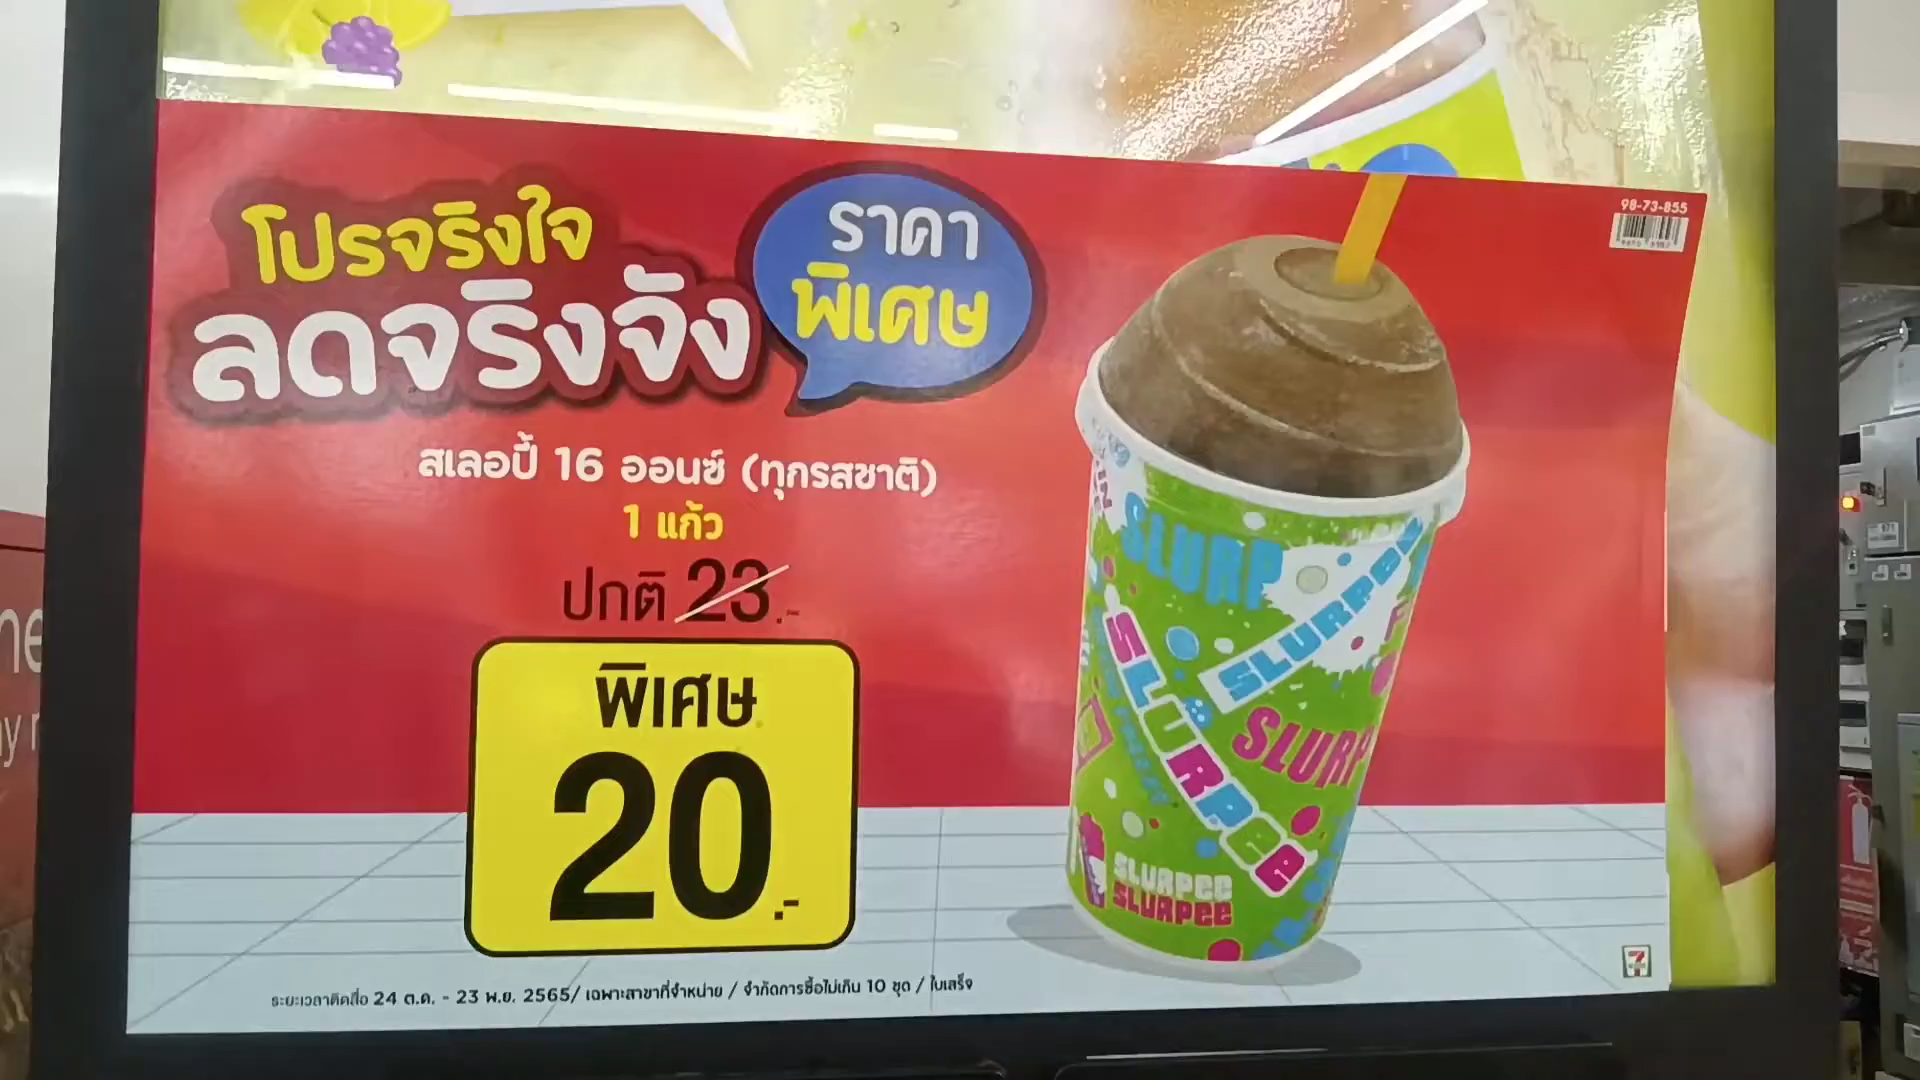 98-73-855
โปรจริงใจ
ลดจริงจัง
ราคา
พิเศษ
สเลอปี้ 16 ออนซ์ (ทุกรสชาติ)
1 แก้ว
ปกติ 23.-
พิเศษ
20.-
SLURP
SLURPEE
SLURPEE
SLURP
SLURPEE
SLURPEE
ระยะเวลาติดสื่อ 24 ต.ค. - 23 พ.ย. 2565/ เฉพาะสาขาที่จำหน่าย / จำกัดการซื้อไม่เกิน 10 ชุด / ใบเสร็จ